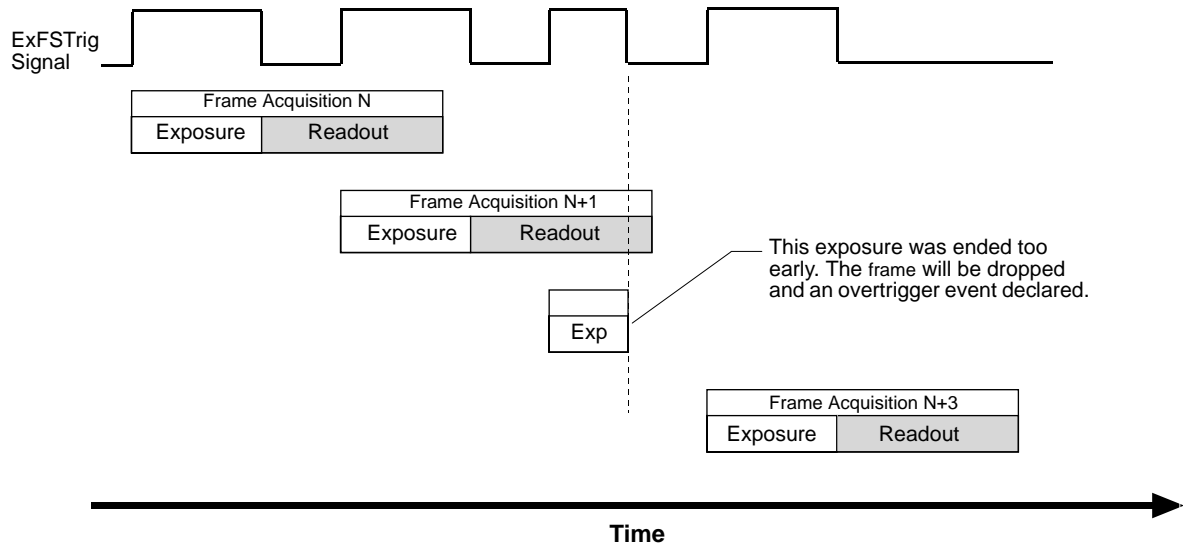 ExFSTrig
Signal
Frame Acquisition N
Exposure Readout
Frame Acquisition N+1
Exposure Readout
This exposure was ended too
early. The frame will be dropped
and an overtrigger event declared.
Exp
Frame Acquisition N+3
Exposure Readout
Time